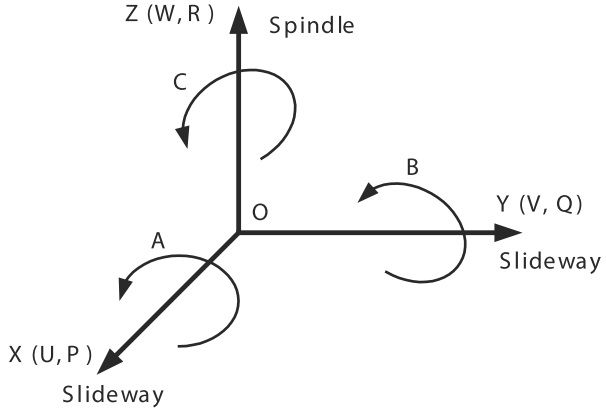 Z (W, R)
Spindle
C
B
Y (V, Q)
O
A
Slideway
X (U, P)
Slideway